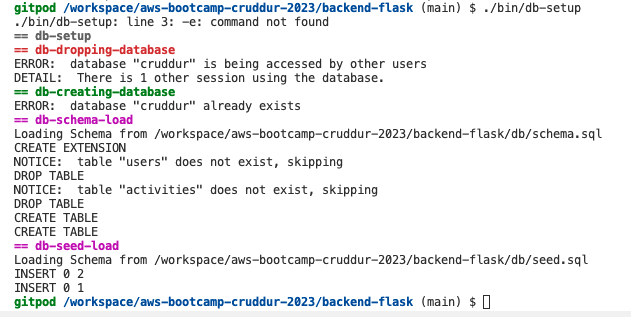 gitpod /workspace/aws-bootcamp-cruddur-2023/backend-flask (main) $ ./bin/db-setup
./bin/db-setup: line 3: -e: command not found
== db-setup
== db-dropping-database
ERROR:  database "cruddur" is being accessed by other users
DETAIL:  There is 1 other session using the database.
== db-creating-database
ERROR:  database "cruddur" already exists
== db-schema-load
Loading Schema from /workspace/aws-bootcamp-cruddur-2023/backend-flask/db/schema.sql
CREATE EXTENSION
NOTICE:  table "users" does not exist, skipping
DROP TABLE
NOTICE:  table "activities" does not exist, skipping
DROP TABLE
CREATE TABLE
CREATE TABLE
== db-seed-load
Loading Schema from /workspace/aws-bootcamp-cruddur-2023/backend-flask/db/seed.sql
INSERT 0 2
INSERT 0 1
gitpod /workspace/aws-bootcamp-cruddur-2023/backend-flask (main) $